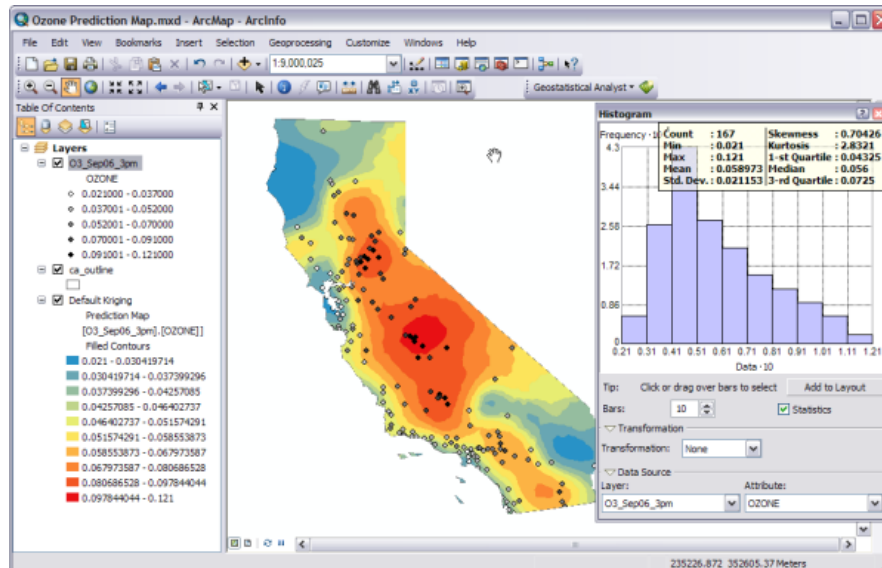 Ozone Prediction Map.mxd - ArcMap - ArcInfo
File Edit View Bookmarks Insert Selection Geoprocessing Customize Windows Help
1:9,000,025
Geostatistical Analyst
Table Of Contents
Layers
O3_Sep06_3pm
OZONE
0.021000 - 0.037000
0.037001 - 0.052000
0.052001 - 0.070000
0.070001 - 0.091000
0.091001 - 0.121000
ca_outline
Default Kriging
Prediction Map
[O3_Sep06_3pm].[OZONE]]
Filled Contours
0.021 - 0.030419714
0.030419714 - 0.037399296
0.037399296 - 0.04257085
0.04257085 - 0.046402737
0.046402737 - 0.051574291
0.051574291 - 0.058553873
0.058553873 - 0.067973587
0.067973587 - 0.080686528
0.080686528 - 0.097844044
0.097844044 - 0.121
Histogram
Frequency · 10
Count : 167 Skewness : 0.70426
Min : 0.021 Kurtosis : 2.8321
Max : 0.121 1-st Quartile : 0.04325
Mean : 0.058973 Median : 0.056
Std. Dev. : 0.021153 3-rd Quartile : 0.0725
4.3
3.44
2.58
1.72
0.86
0
0.21 0.31 0.41 0.51 0.61 0.71 0.81 0.91 1.01 1.11 1.21
Data · 10
Tip: Click or drag over bars to select Add to Layout
Bars: 10 Statistics
Transformation
Transformation: None
Data Source
Layer: Attribute:
O3_Sep06_3pm OZONE
235226.872 352605.37 Meters